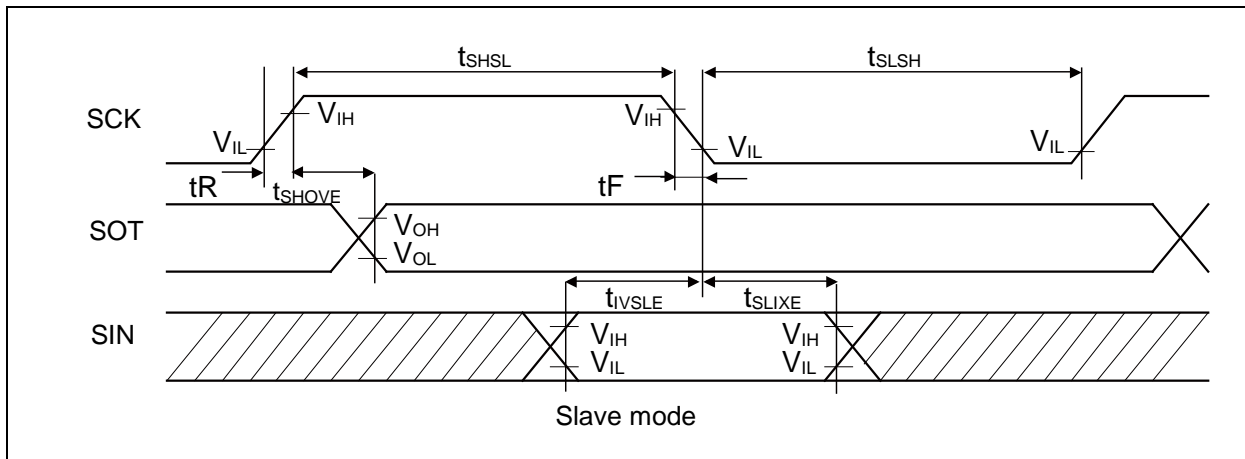 tSHSL
tSLSH
SCK
VIH
VIH
VIL
VIL
VIL
tR
tSHOVE
tF
SOT
VOH
VOL
tIVSLE
tSLIXE
SIN
VIH
VIH
VIL
VIL
Slave mode